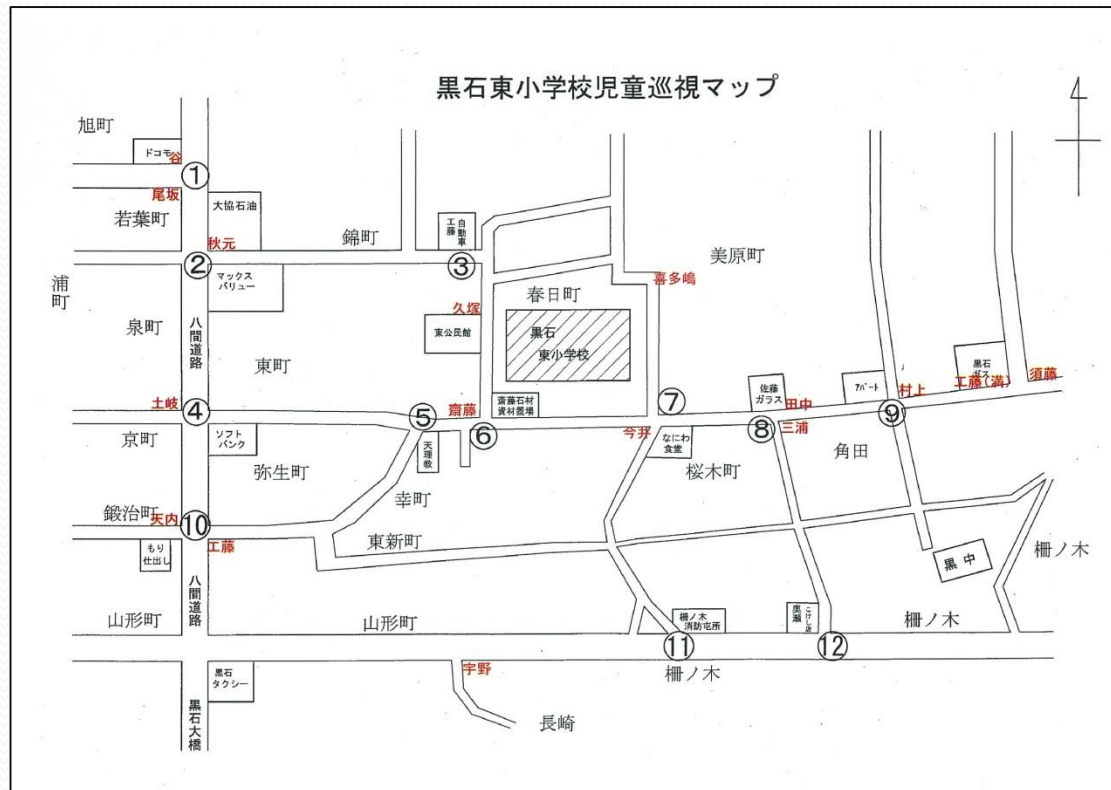 黒石東小学校児童巡視マップ
旭町
ドコモ
谷
①
尾坂
大協石油
若葉町
秋元
錦町
工藤
自動車
②
③
美原町
浦町
マックス
バリュー
春日町
喜多嶋
久塚
泉町
八間道路
東公民館
黒石
東小学校
東町
黒石
ガス
佐藤
ガラス
アパート
工藤(満)
須藤
村上
土岐
④
⑤
齋藤
斎藤石材
資材置場
⑥
⑦
田中
⑨
今井
⑧
三浦
京町
ソフト
バンク
天理教
なにわ
食堂
弥生町
桜木町
角田
幸町
鍛治町
天内
⑩
工藤
東新町
もり
仕出し
黒中
柵ノ木
八間道路
山形町
山形町
柵ノ木
消防屯所
奥瀬
こけし店
柵ノ木
⑪
⑫
宇野
柵ノ木
黒石
タクシー
黒石大橋
長崎